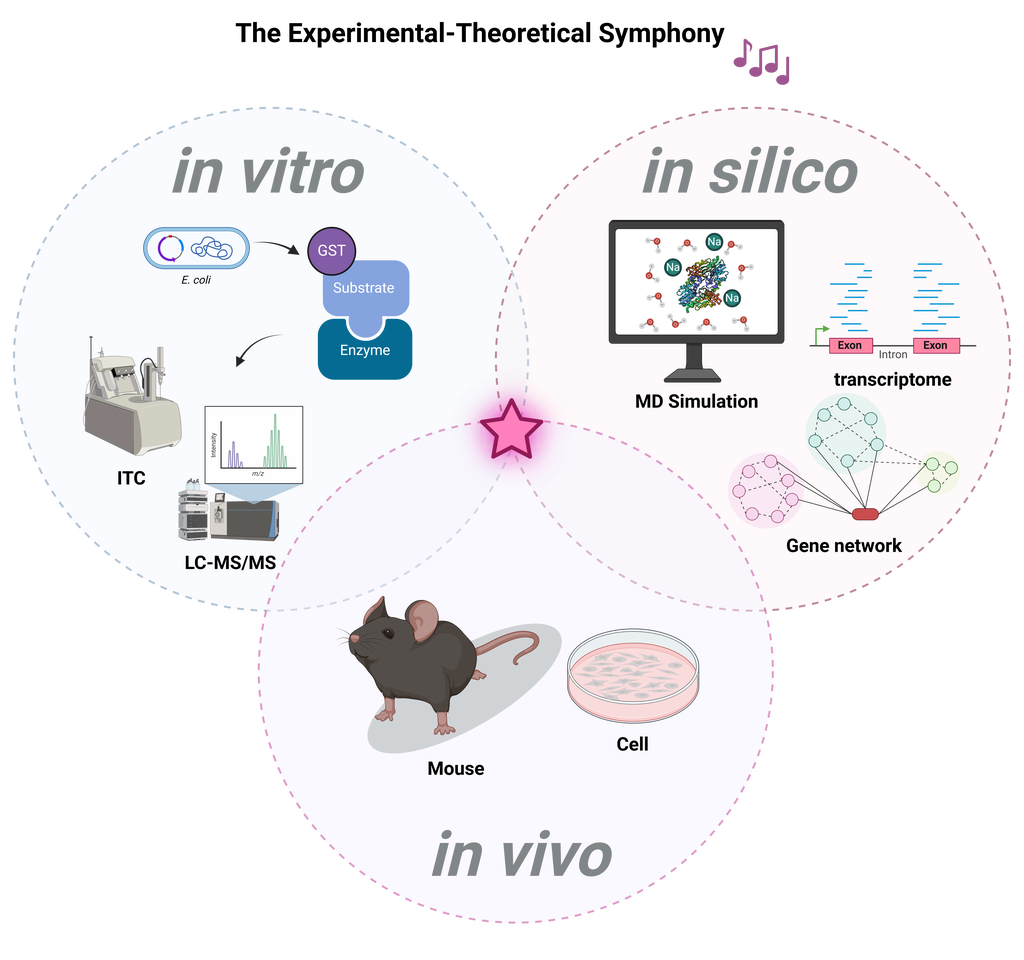 The Experimental-Theoretical Symphony
in vitro
in silico
E. coli
GST
Substrate
Enzyme
Na
Na
Na
MD Simulation
Exon
Intron
Exon
transcriptome
ITC
Intensity
m/z
LC-MS/MS
Gene network
Mouse
Cell
in vivo